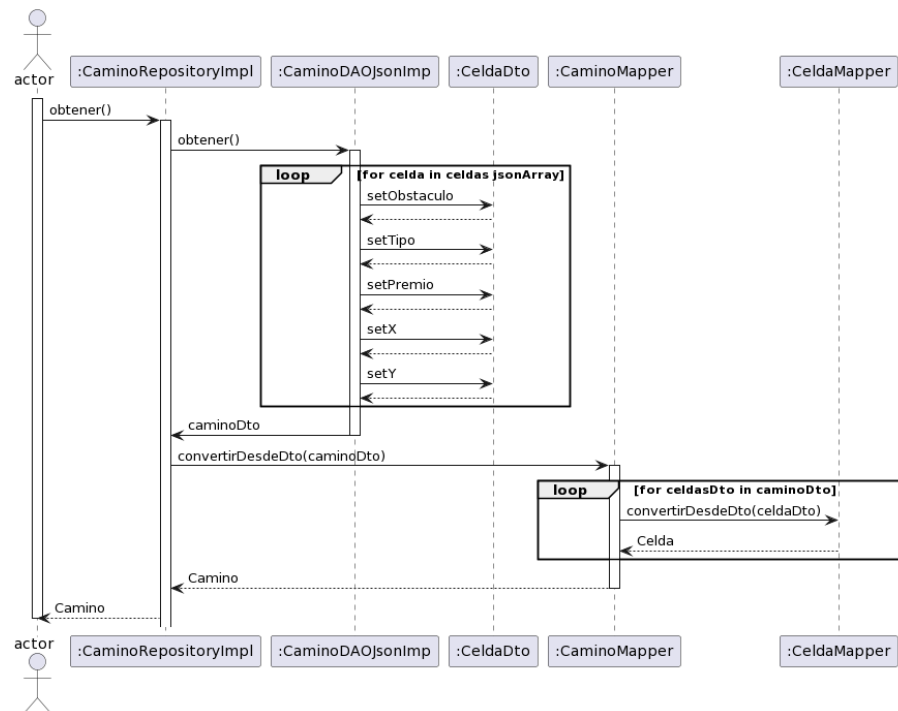 actor
:CaminoRepositoryImpl
:CaminoDAOJsonImp
:CeldaDto
:CaminoMapper
:CeldaMapper
obtener()
obtener()
loop
[for celda in celdas jsonArray]
setObstaculo
setTipo
setPremio
setX
setY
caminoDto
convertirDesdeDto(caminoDto)
loop
[for celdasDto in caminoDto]
convertirDesdeDto(celdaDto)
Celda
Camino
Camino
actor
:CaminoRepositoryImpl
:CaminoDAOJsonImp
:CeldaDto
:CaminoMapper
:CeldaMapper